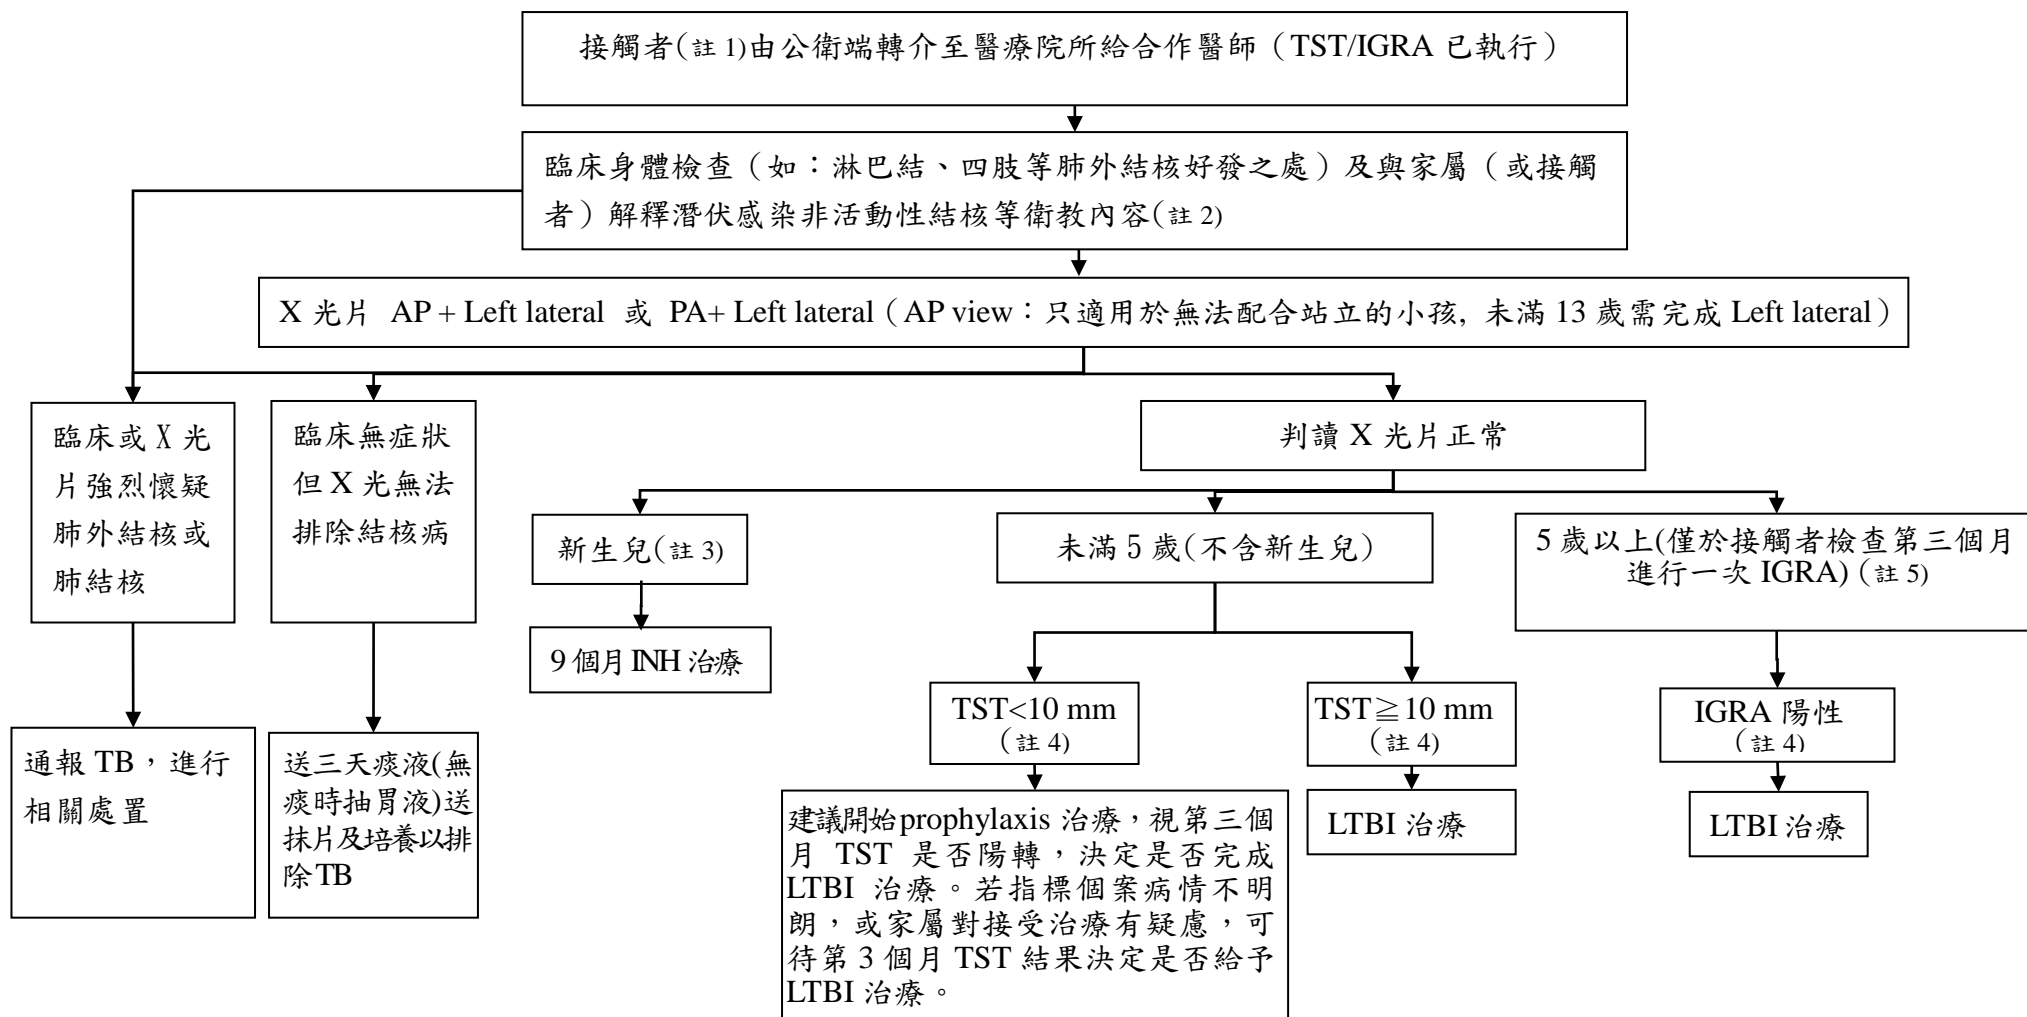 接觸者(註 1)由公衛端轉介至醫療院所給合作醫師（TST/IGRA 已執行）
臨床身體檢查（如：淋巴結、四肢等肺外結核好發之處）及與家屬（或接觸
者）解釋潛伏感染非活動性結核等衛教內容(註 2)
X 光片 AP + Left lateral 或 PA+ Left lateral（AP view：只適用於無法配合站立的小孩, 未滿 13 歲需完成 Left lateral）
臨床或 X 光
片強烈懷疑
肺外結核或
肺結核
臨床無症狀
但 X 光無法
排除結核病
判讀 X 光片正常
新生兒(註 3)
未滿 5 歲(不含新生兒)
5 歲以上(僅於接觸者檢查第三個月
進行一次 IGRA)（註 5)
9 個月 INH 治療
TST<10 mm
（註 4)
TST≧10 mm
（註 4)
IGRA 陽性
（註 4)
通報 TB，進行
相關處置
送三天痰液(無
痰時抽胃液)送
抹片及培養以排
除TB
建議開始prophylaxis 治療，視第三個
月 TST 是否陽轉，決定是否完成
LTBI 治療。若指標個案病情不明
朗，或家屬對接受治療有疑慮，可
待第 3 個月 TST 結果決定是否給予
LTBI 治療。
LTBI 治療
LTBI 治療